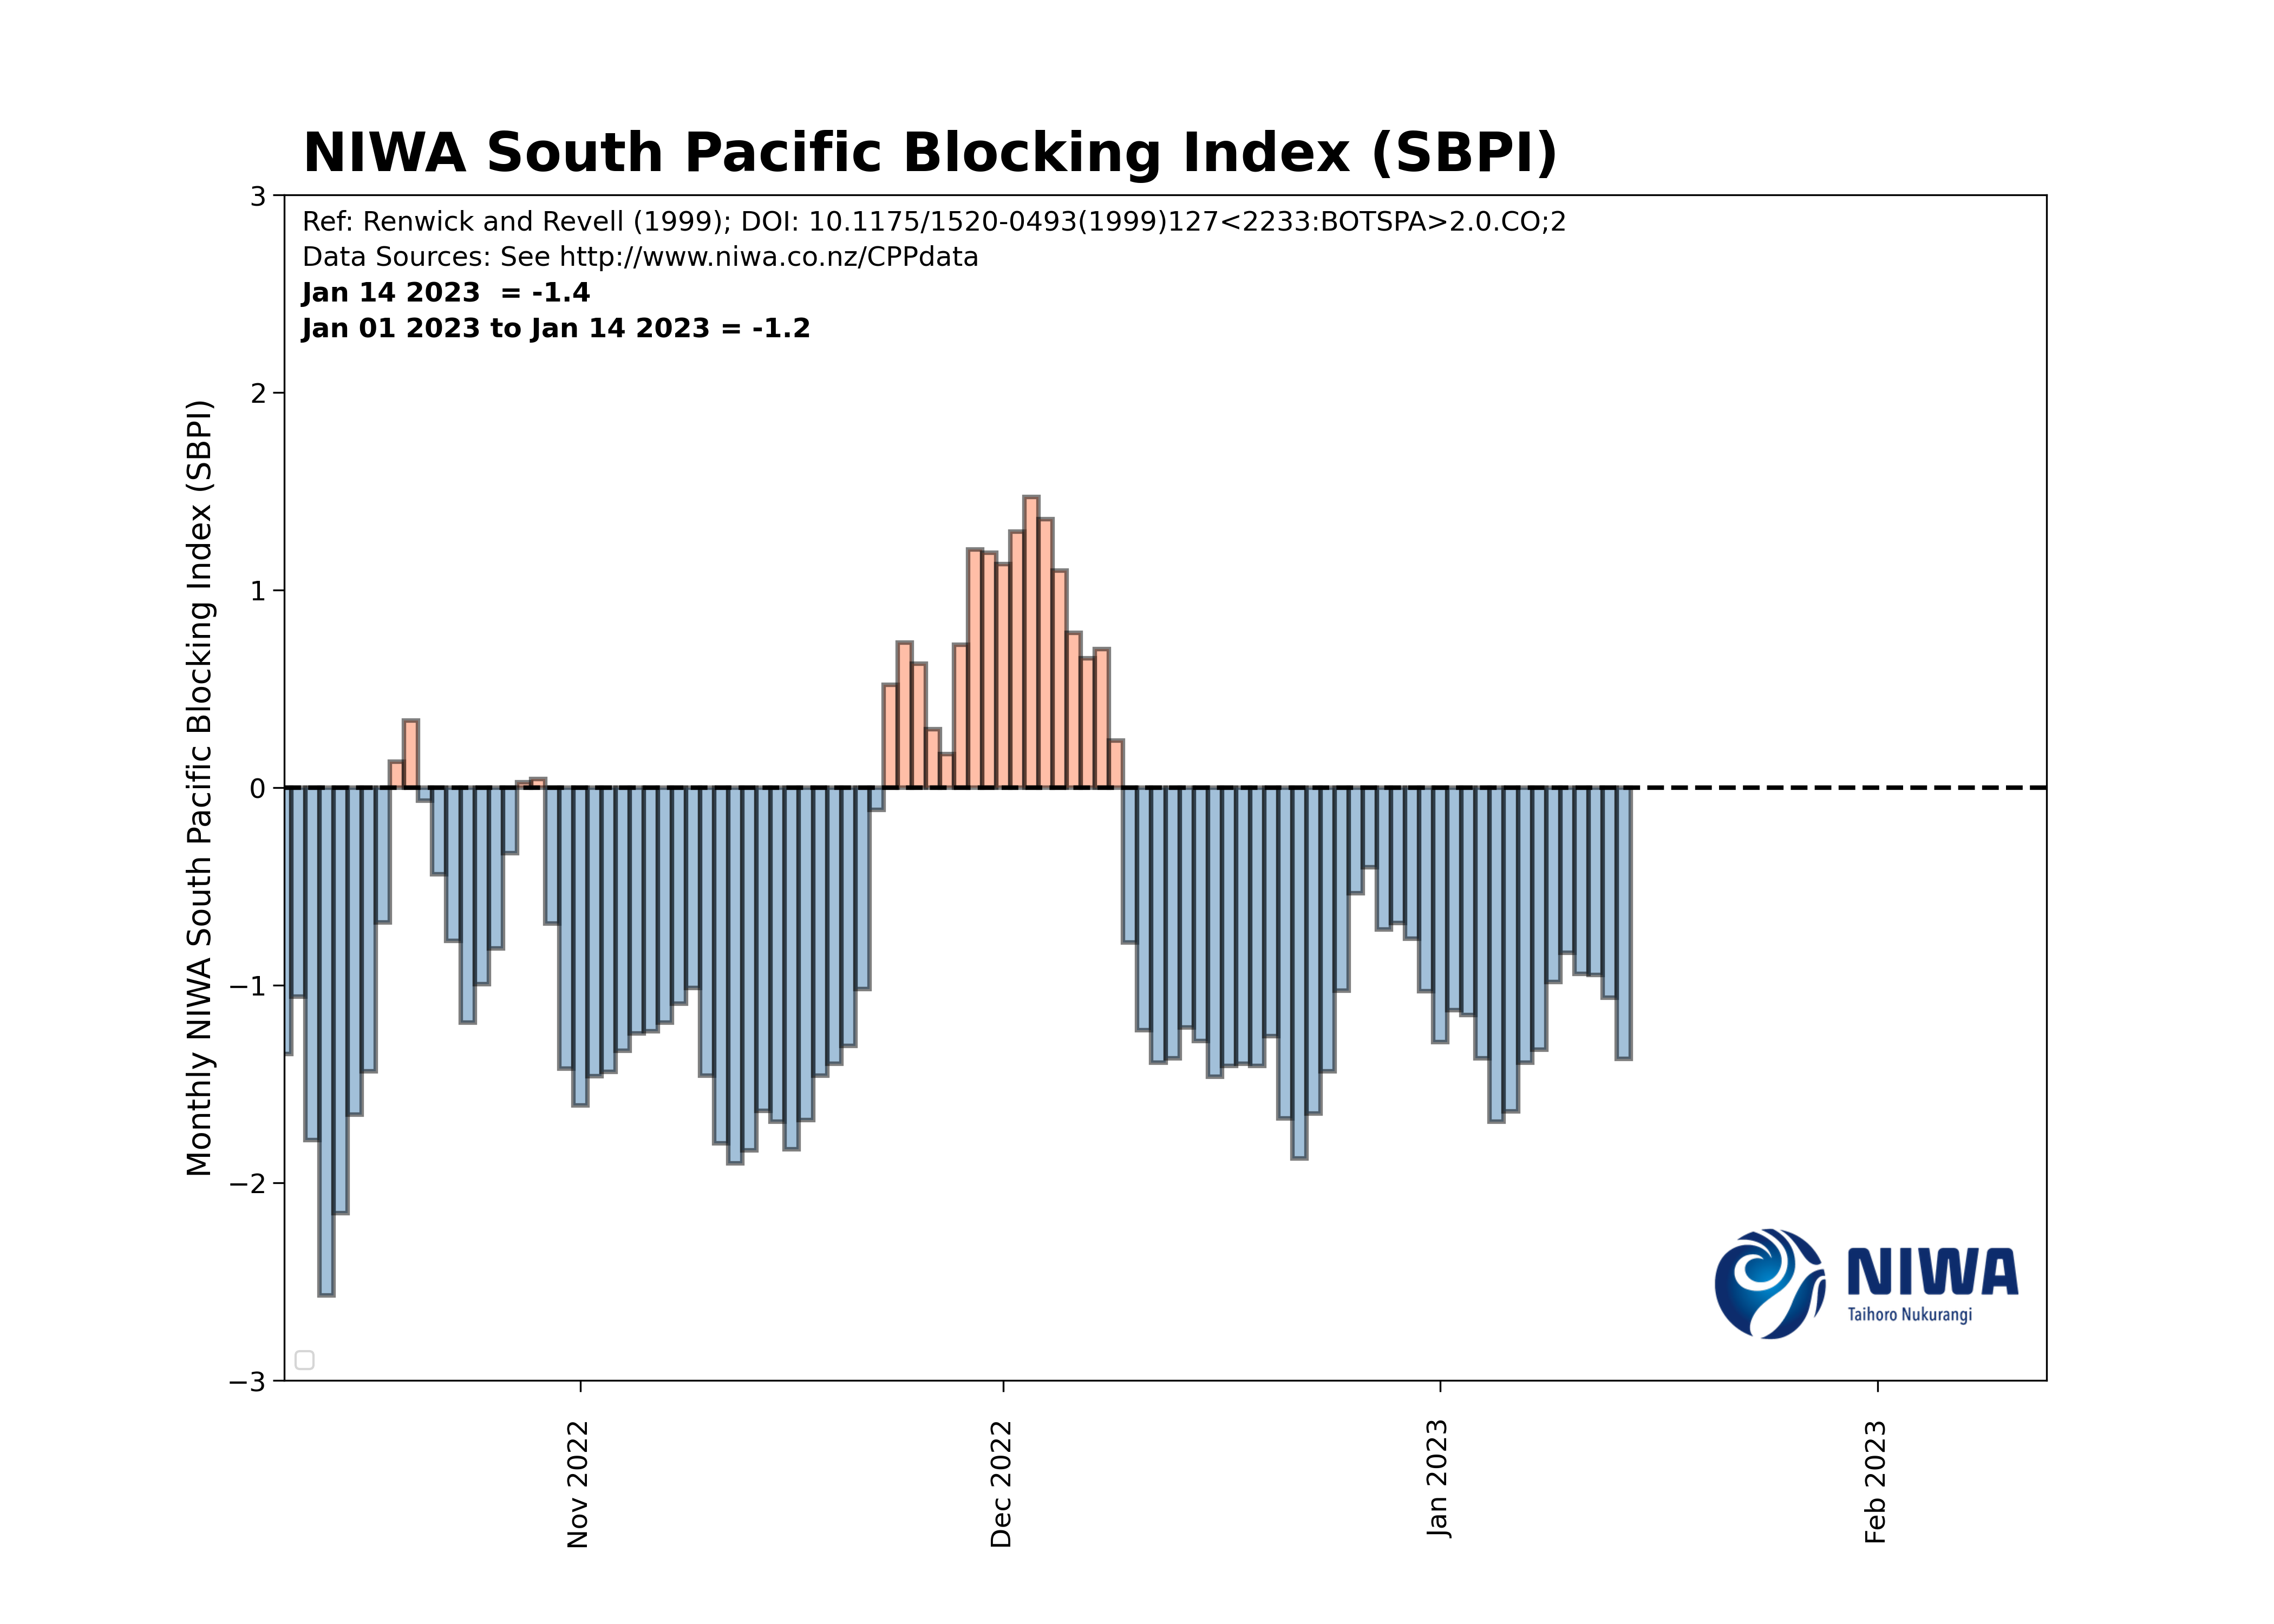 NIWA South Pacific Blocking Index (SBPI)
Ref: Renwick and Revell (1999); DOI: 10.1175/1520-0493(1999)127<2233:BOTSPA>2.0.CO;2
Data Sources: See http://www.niwa.co.nz/CPPdata
Jan 14 2023  = -1.4
Jan 01 2023 to Jan 14 2023 = -1.2
Monthly NIWA South Pacific Blocking Index (SBPI)
3
2
1
0
−1
−2
−3
NIWA
Taihoro Nukurangi
Nov 2022
Dec 2022
Jan 2023
Feb 2023